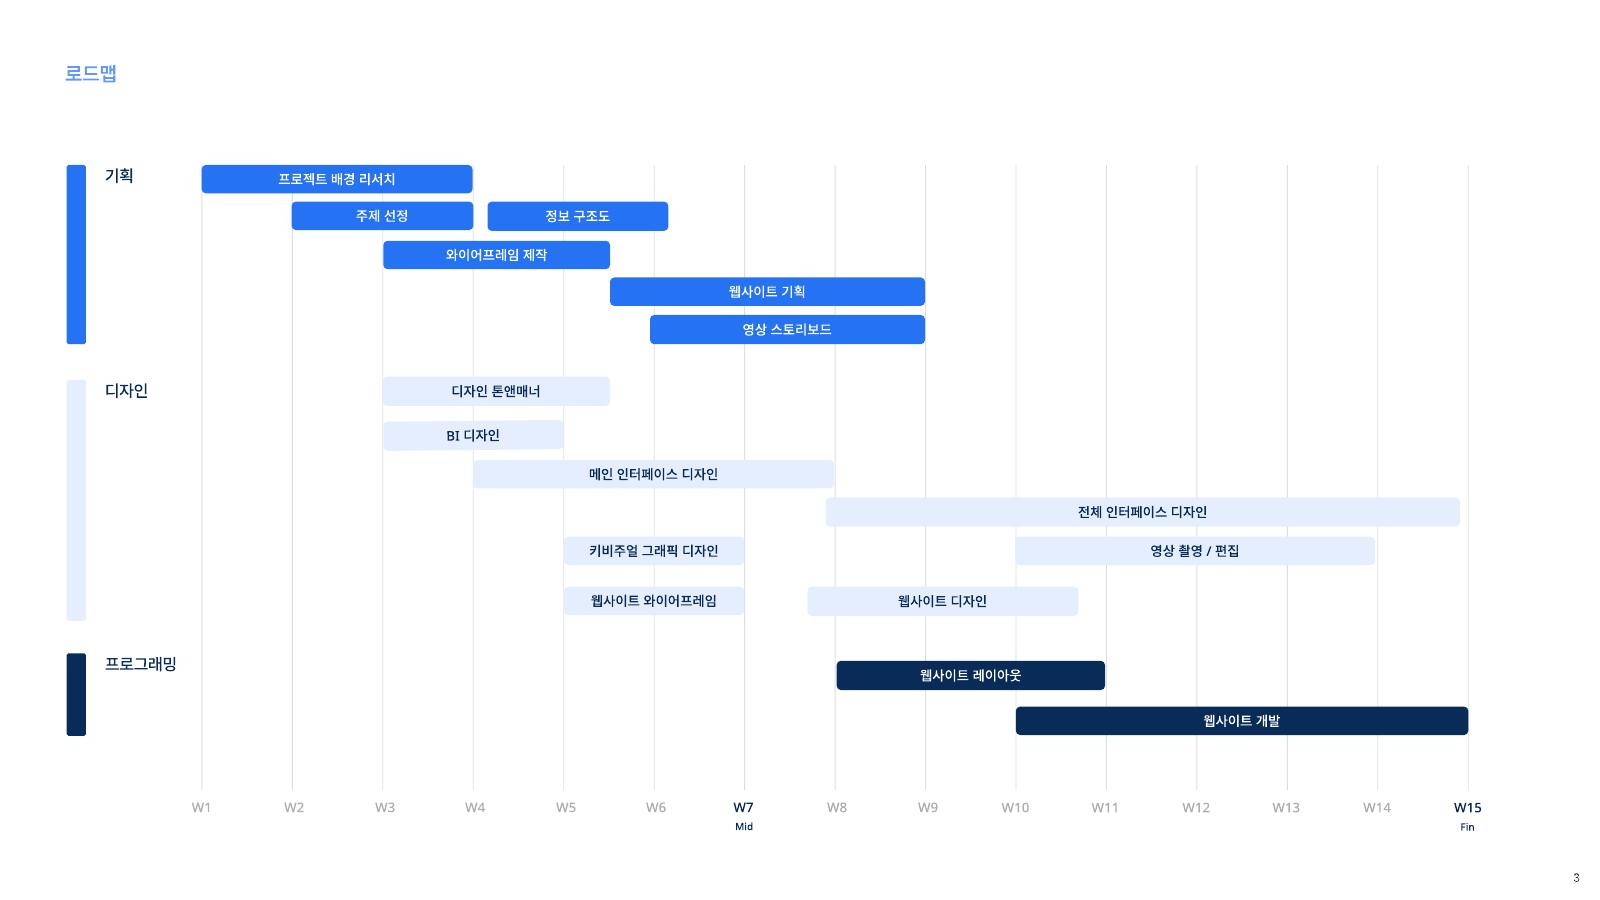 로드맵
기획
프로젝트 배경 리서치
주제 선정
정보 구조도
와이어프레임 제작
웹사이트 기획
영상 스토리보드
디자인
디자인 톤앤매너
BI 디자인
메인 인터페이스 디자인
전체 인터페이스 디자인
키비주얼 그래픽 디자인
영상 촬영 / 편집
웹사이트 와이어프레임
웹사이트 디자인
프로그래밍
웹사이트 레이아웃
웹사이트 개발
W1 W2 W3 W4 W5 W6 W7 W8 W9 W10 W11 W12 W13 W14 W15
Mid Fin
3